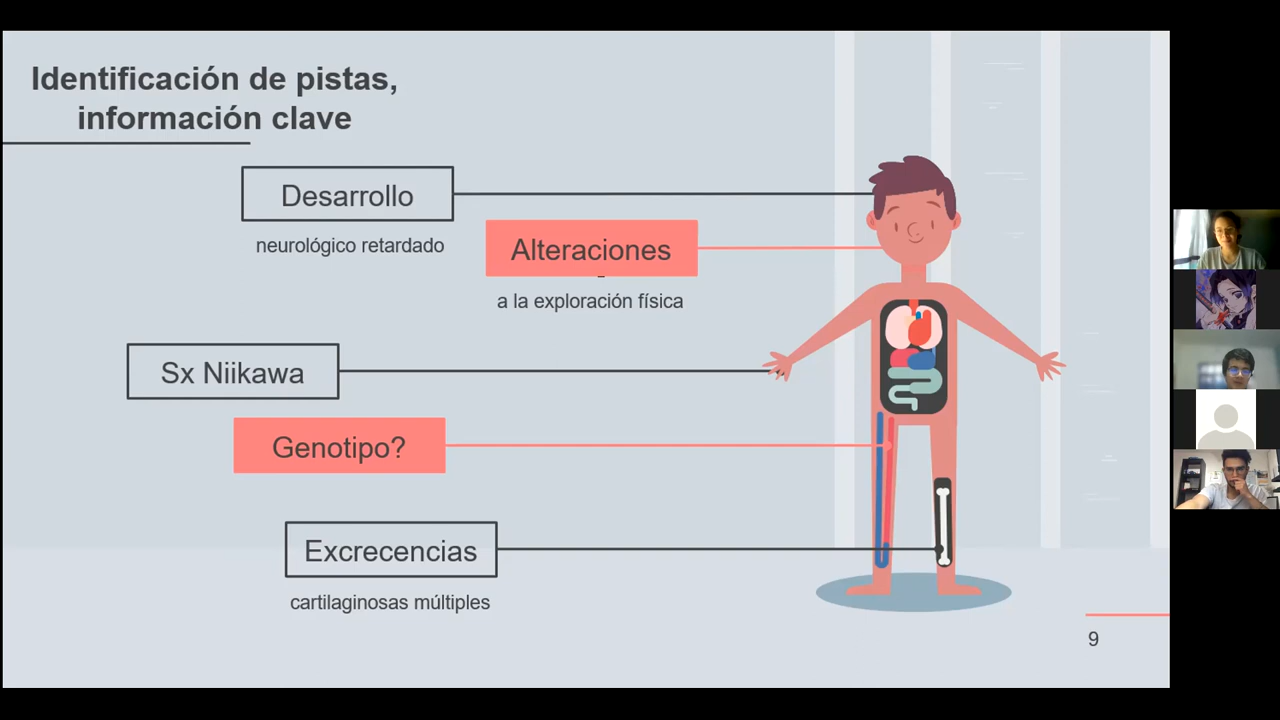 Identificación de pistas,
información clave
Desarrollo
neurológico retardado
Alteraciones
a la exploración física
Sx Niikawa
Genotipo?
Excrecencias
cartilaginosas múltiples
9